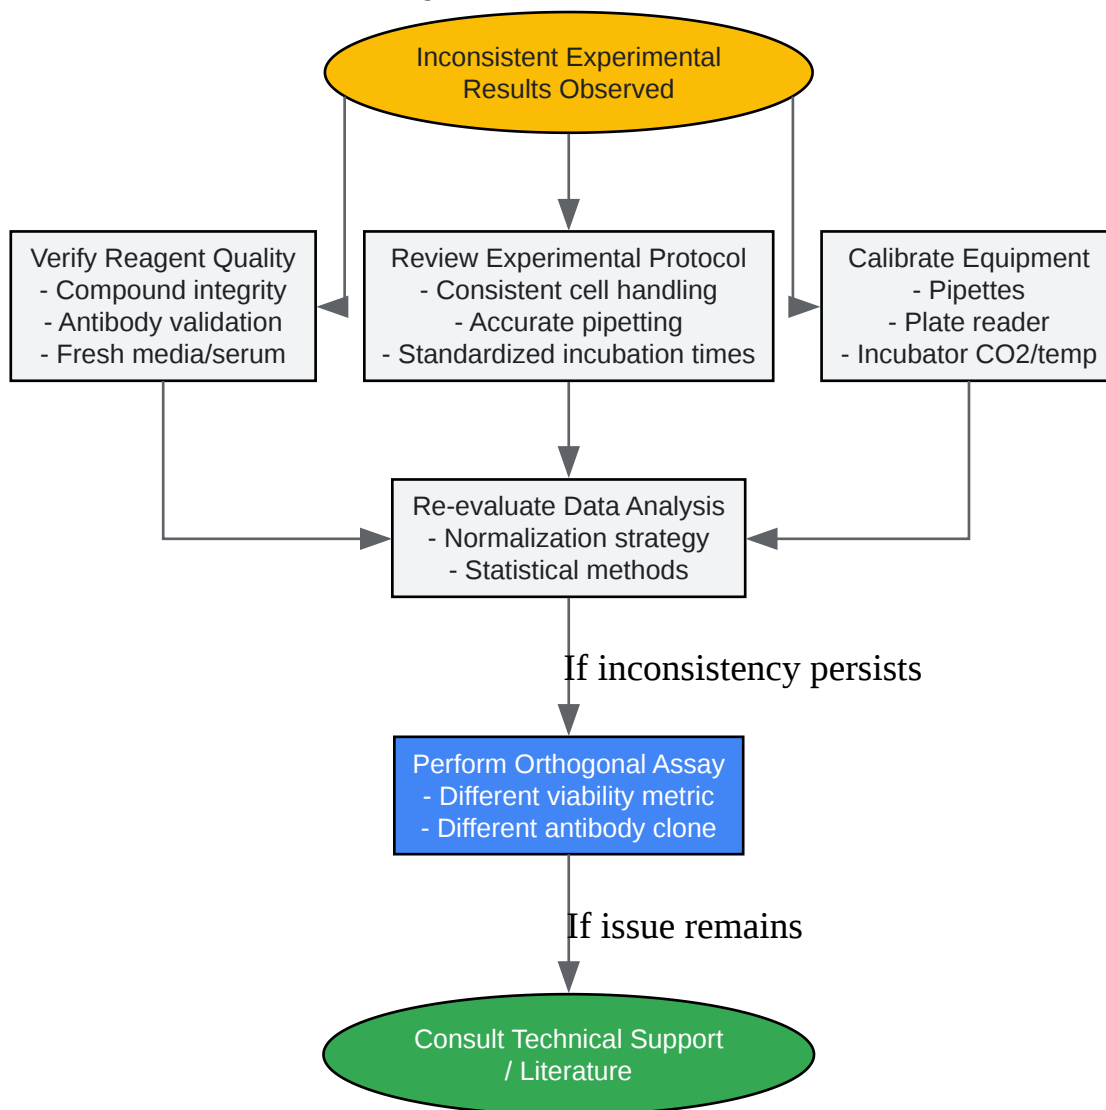 Inconsistent Experimental
Results Observed
Verify Reagent Quality
- Compound integrity
- Antibody validation
- Fresh media/serum
Review Experimental Protocol
- Consistent cell handling
- Accurate pipetting
- Standardized incubation times
Calibrate Equipment
- Pipettes
- Plate reader
- Incubator CO2/temp
Re-evaluate Data Analysis
- Normalization strategy
- Statistical methods
If inconsistency persists
Perform Orthogonal Assay
- Different viability metric
- Different antibody clone
If issue remains
Consult Technical Support
/ Literature